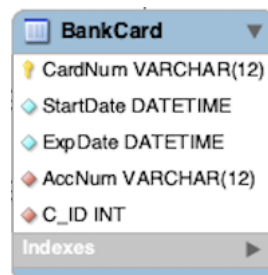 BankCard
CardNum VARCHAR(12)
StartDate DATETIME
ExpDate DATETIME
AccNum VARCHAR(12)
C_ID INT
Indexes